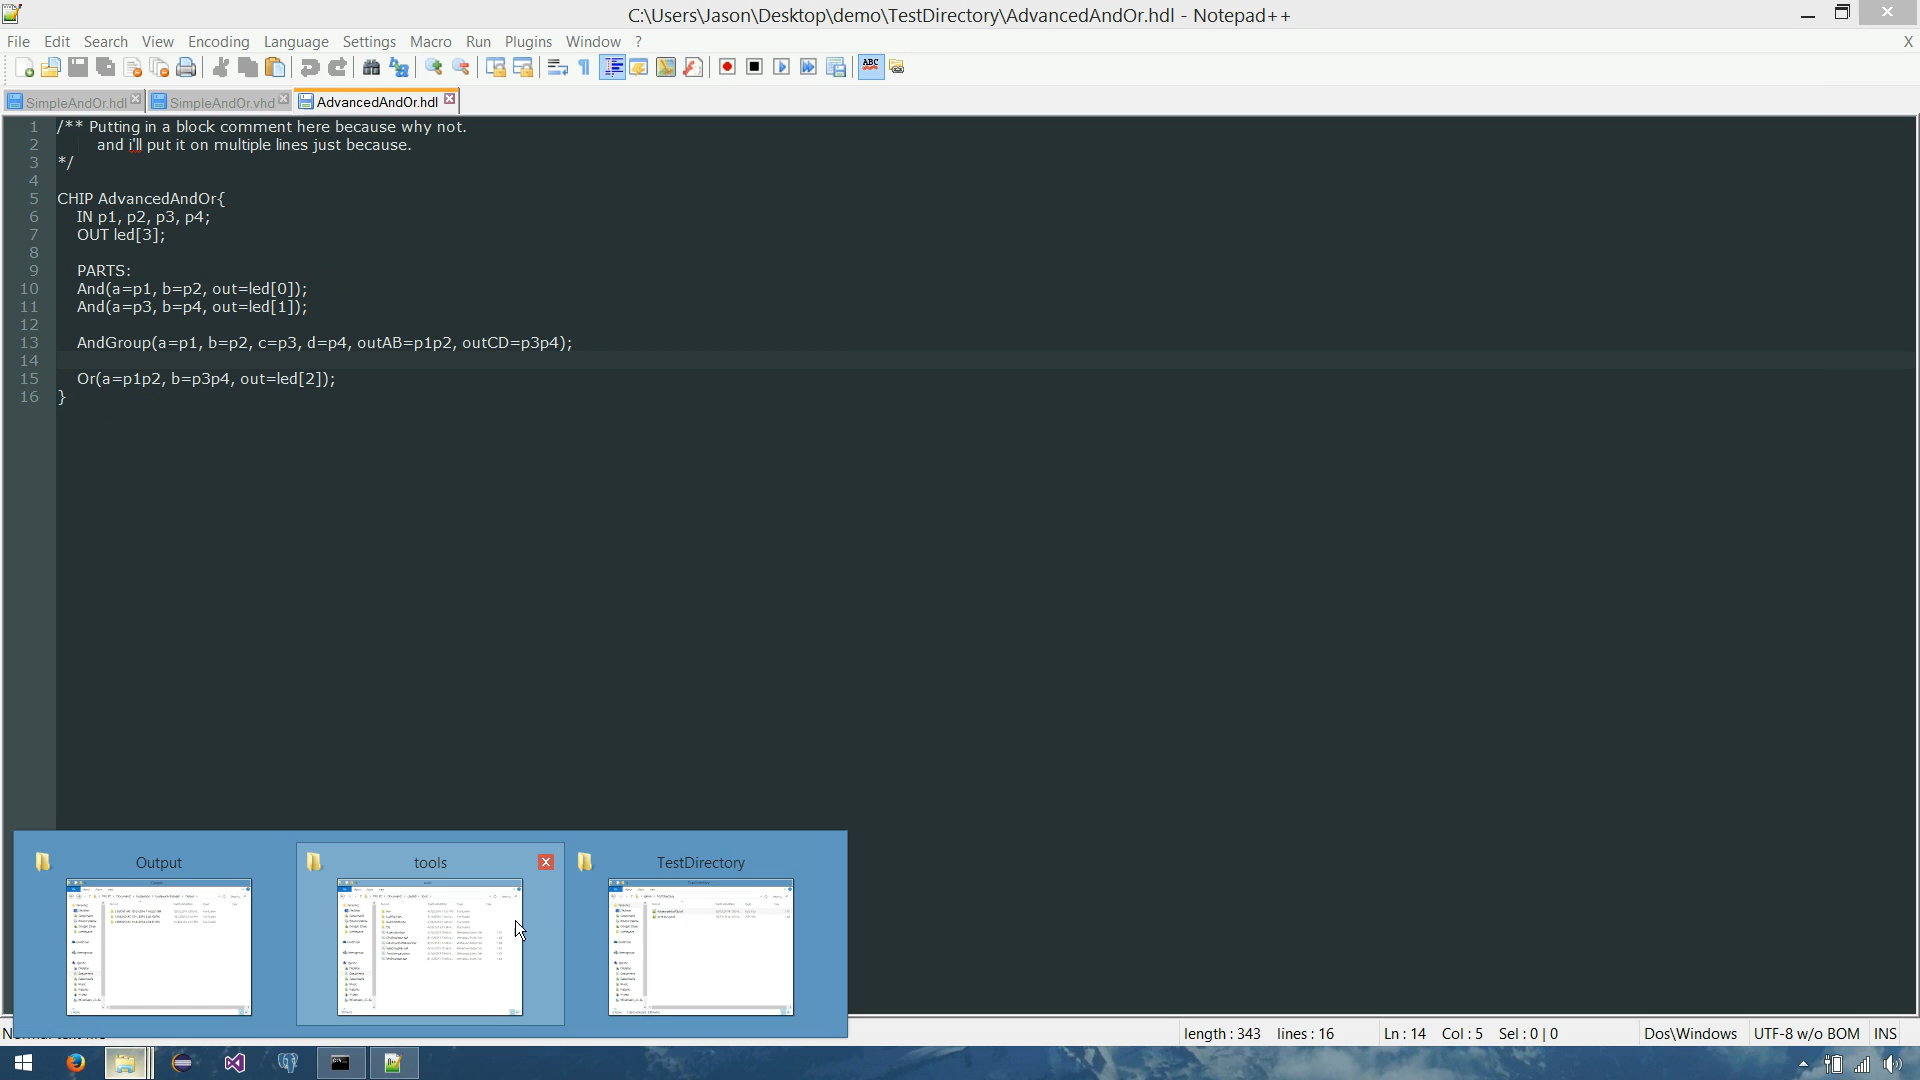 C:\Users\Jason\Desktop\demo\TestDirectory\AdvancedAndOr.hdl - Notepad++
File Edit Search View Encoding Language Settings Macro Run Plugins Window ? X
ABC
SimpleAndOr.hdl SimpleAndOr.vhd AdvancedAndOr.hdl
1 /** Putting in a block comment here because why not.
2 and i'll put it on multiple lines just because.
3 */
4
5 CHIP AdvancedAndOr{
6 IN p1, p2, p3, p4;
7 OUT led[3];
8
9 PARTS:
10 And(a=p1, b=p2, out=led[0]);
11 And(a=p3, b=p4, out=led[1]);
12
13 AndGroup(a=p1, b=p2, c=p3, d=p4, outAB=p1p2, outCD=p3p4);
14
15 Or(a=p1p2, b=p3p4, out=led[2]);
16 }
Output tools TestDirectory
length : 343 lines : 16 Ln : 14 Col : 5 Sel : 0 | 0 Dos\Windows UTF-8 w/o BOM INS